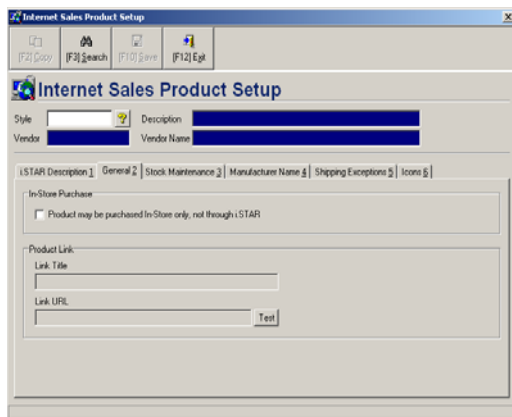 Internet Sales Product Setup
[F2] Copy [F3] Search [F10] Save [F12] Exit
Internet Sales Product Setup
Style Description
Vendor Vendor Name
i.STAR Description 1 General 2 Stock Maintenance 3 Manufacturer Name 4 Shipping Exceptions 5 Icons 6
In-Store Purchase
Product may be purchased In-Store only, not through i.STAR
Product Link
Link Title
Link URL
Test